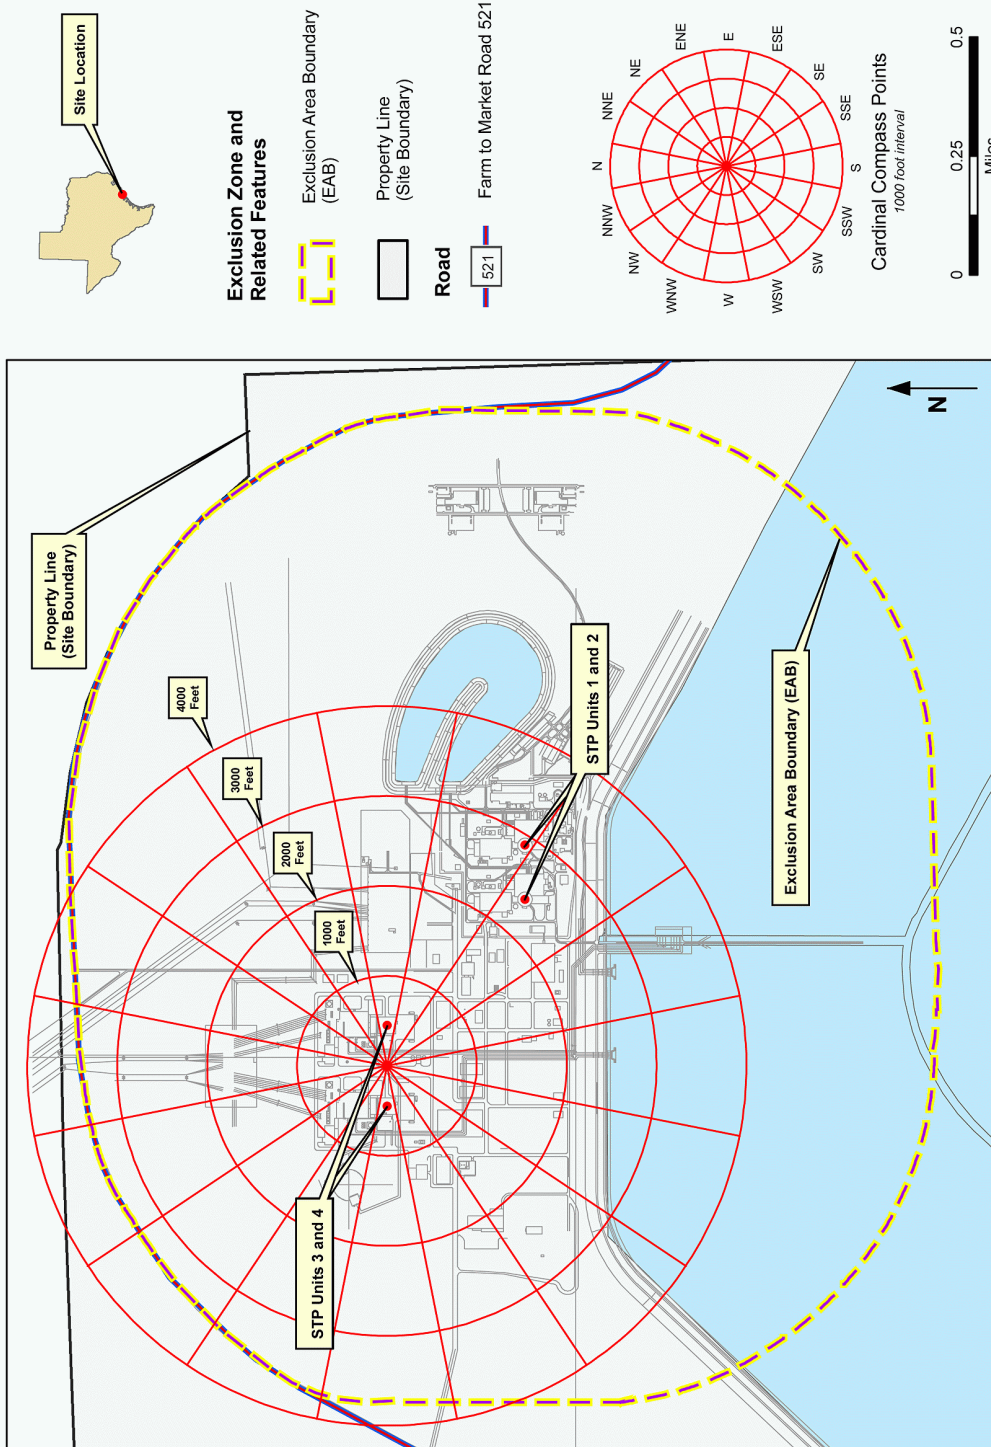 Site Location
Exclusion Zone and
Related Features
Exclusion Area Boundary
(EAB)
Property Line
(Site Boundary)
Road
521
Farm to Market Road 521
N
NNE
NE
ENE
E
ESE
SE
SSE
S
SSW
SW
WSW
W
WNW
NW
NNW
Cardinal Compass Points
1000 foot interval
0
0.25
0.5
Miles
Property Line
(Site Boundary)
4000
Feet
3000
Feet
2000
Feet
1000
Feet
STP Units 1 and 2
STP Units 3 and 4
Exclusion Area Boundary (EAB)
N